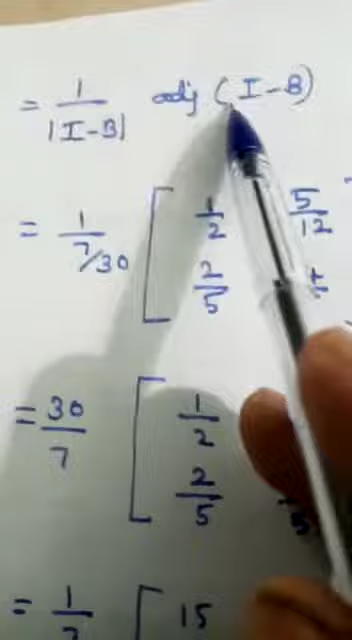 = 1/|I-B| adj (I-B)
= 1/7/30 [ 1/2 5/12
2/5
= 30/7 [ 1/2
2/5
= 1/7 [ 15